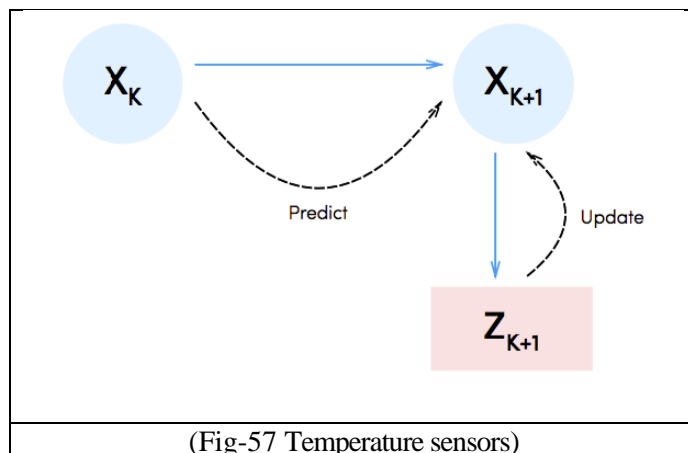 X_K
X_K+1
Predict
Update
Z_K+1
(Fig-57 Temperature sensors)